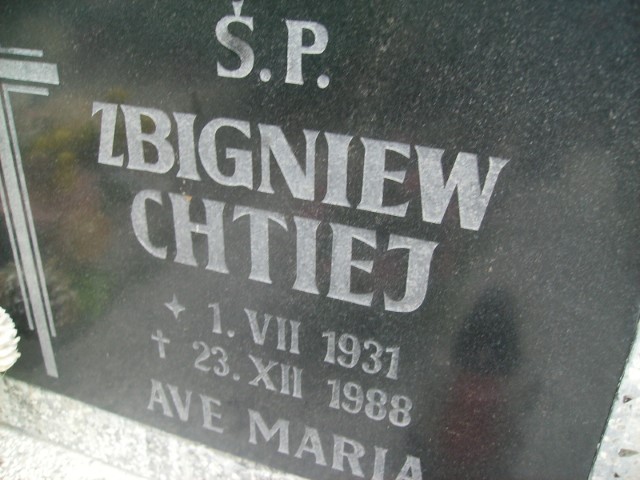 Ś.P.
ZBIGNIEW
CHTIEJ
1. VII 1931
23. XII 1988
AVE MARIA